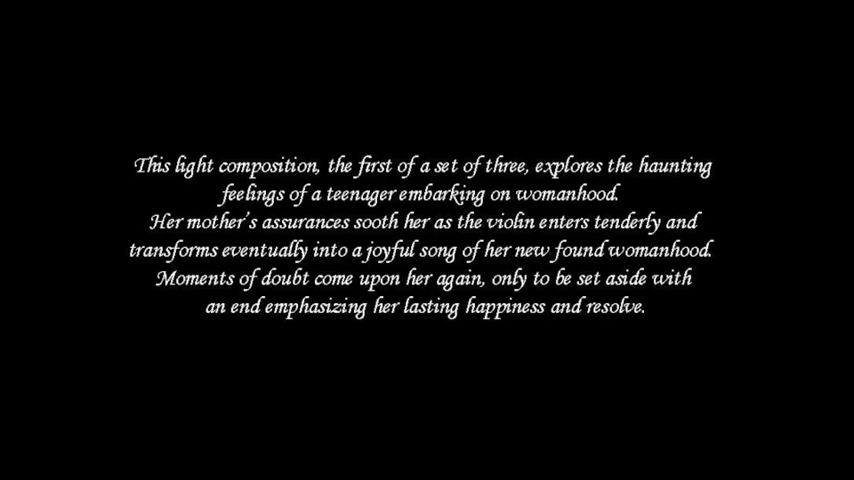 This light composition, the first of a set of three, explores the haunting
feelings of a teenager embarking on womanhood.
Her mother's assurances sooth her as the violin enters tenderly and
transforms eventually into a joyful song of her new found womanhood.
Moments of doubt come upon her again, only to be set aside with
an end emphasizing her lasting happiness and resolve.